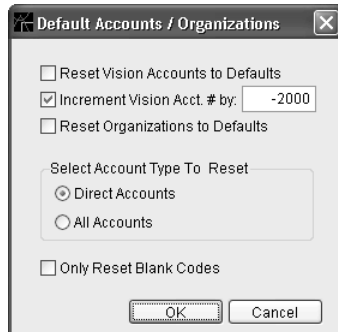 Default Accounts / Organizations
Reset Vision Accounts to Defaults
Increment Vision Acct. # by: -2000
Reset Organizations to Defaults
Select Account Type To Reset
Direct Accounts
All Accounts
Only Reset Blank Codes
OK Cancel